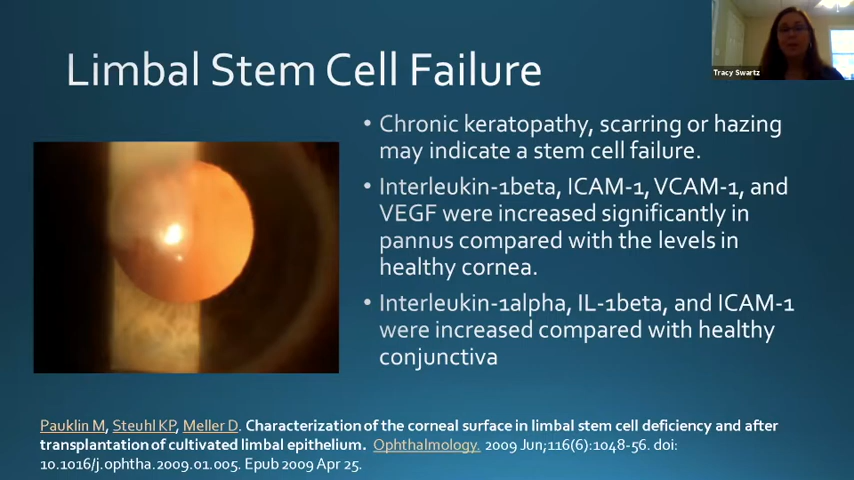 Limbal Stem Cell Failure
Tracy Swartz
• Chronic keratopathy, scarring or hazing
may indicate a stem cell failure.
• Interleukin-1beta, ICAM-1, VCAM-1, and
VEGF were increased significantly in
pannus compared with the levels in
healthy cornea.
• Interleukin-1alpha, IL-1beta, and ICAM-1
were increased compared with healthy
conjunctiva
Pauklin M, Steuhl KP, Meller D. Characterization of the corneal surface in limbal stem cell deficiency and after
transplantation of cultivated limbal epithelium. Ophthalmology. 2009 Jun;116(6):1048-56. doi:
10.1016/j.ophtha.2009.01.005. Epub 2009 Apr 25.